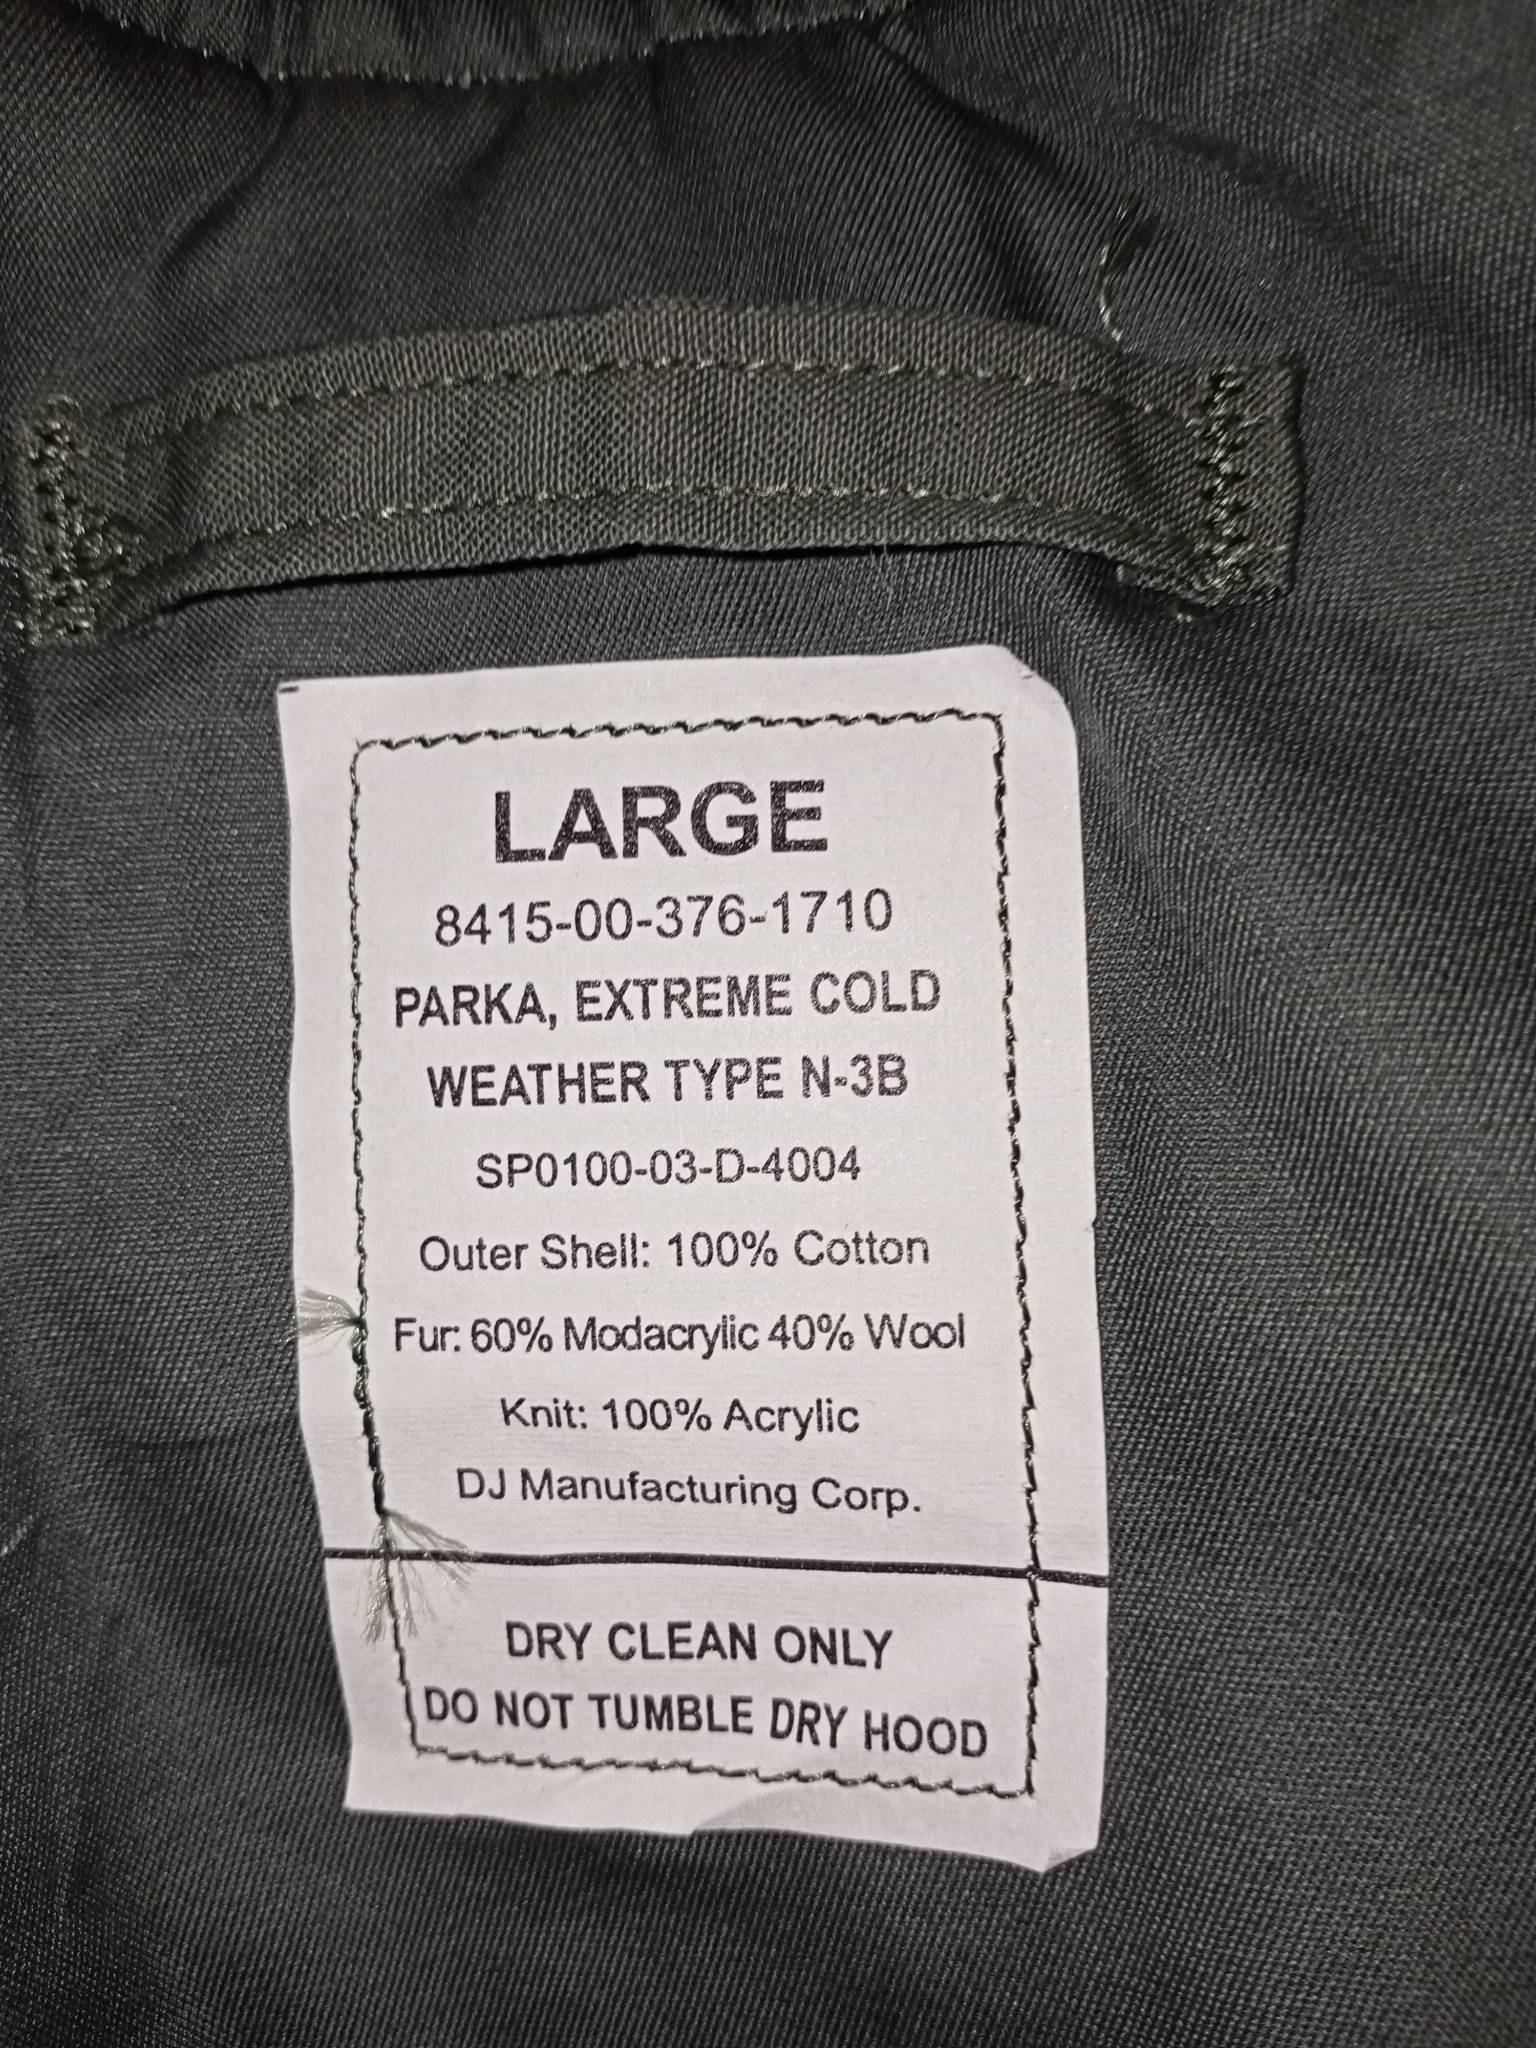 LARGE
8415-00-376-1710
PARKA, EXTREME COLD
WEATHER TYPE N-3B
SP0100-03-D-4004
Outer Shell: 100% Cotton
Fur: 60% Modacrylic 40% Wool
Knit: 100% Acrylic
DJ Manufacturing Corp.
DRY CLEAN ONLY
DO NOT TUMBLE DRY HOOD